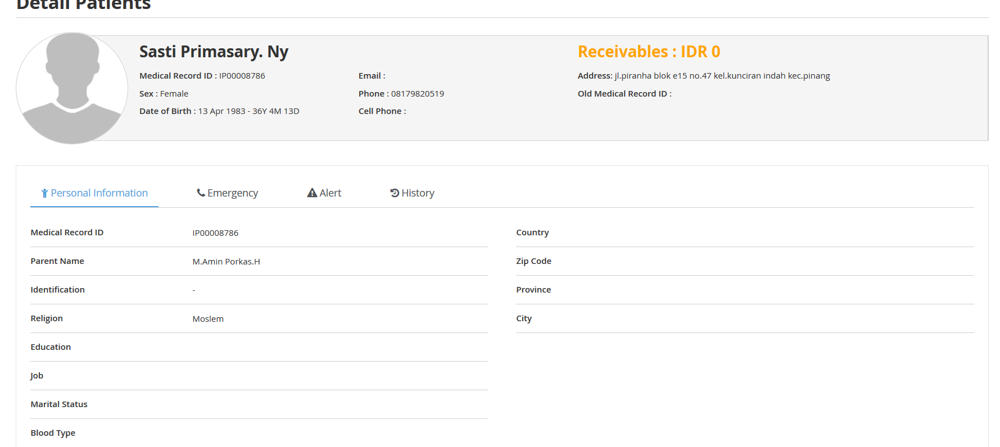 Detail Patients
Sasti Primasary. Ny
Medical Record ID : IP00008786
Sex : Female
Date of Birth : 13 Apr 1983 - 36Y 4M 13D
Email :
Phone : 08179820519
Cell Phone :
Receivables : IDR 0
Address: jl.piranha blok e15 no.47 kel.kunciran indah kec.pinang
Old Medical Record ID :
Personal Information Emergency Alert History
Medical Record ID IP00008786
Parent Name M.Amin Porkas.H
Identification -
Religion Moslem
Education
Job
Marital Status
Blood Type
Country
Zip Code
Province
City